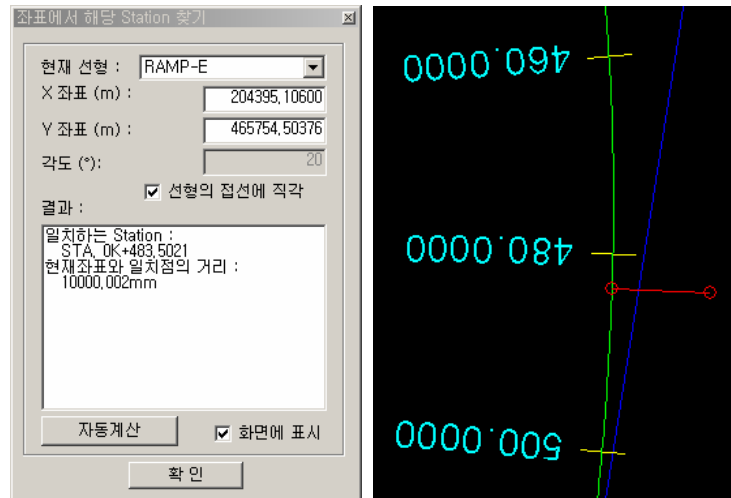 좌표에서 해당 Station 찾기
현재 선형 : RAMP-E
X 좌표 (m) : 204395,10600
Y 좌표 (m) : 465754,50376
각도 (°): 20
선형의 접선에 직각
결과 :
일치하는 Station :
STA, 0K+483,5021
현재좌표와 일치점의 거리 :
10000,002mm
자동계산
화면에 표시
확 인
460.0000
480.0000
500.0000